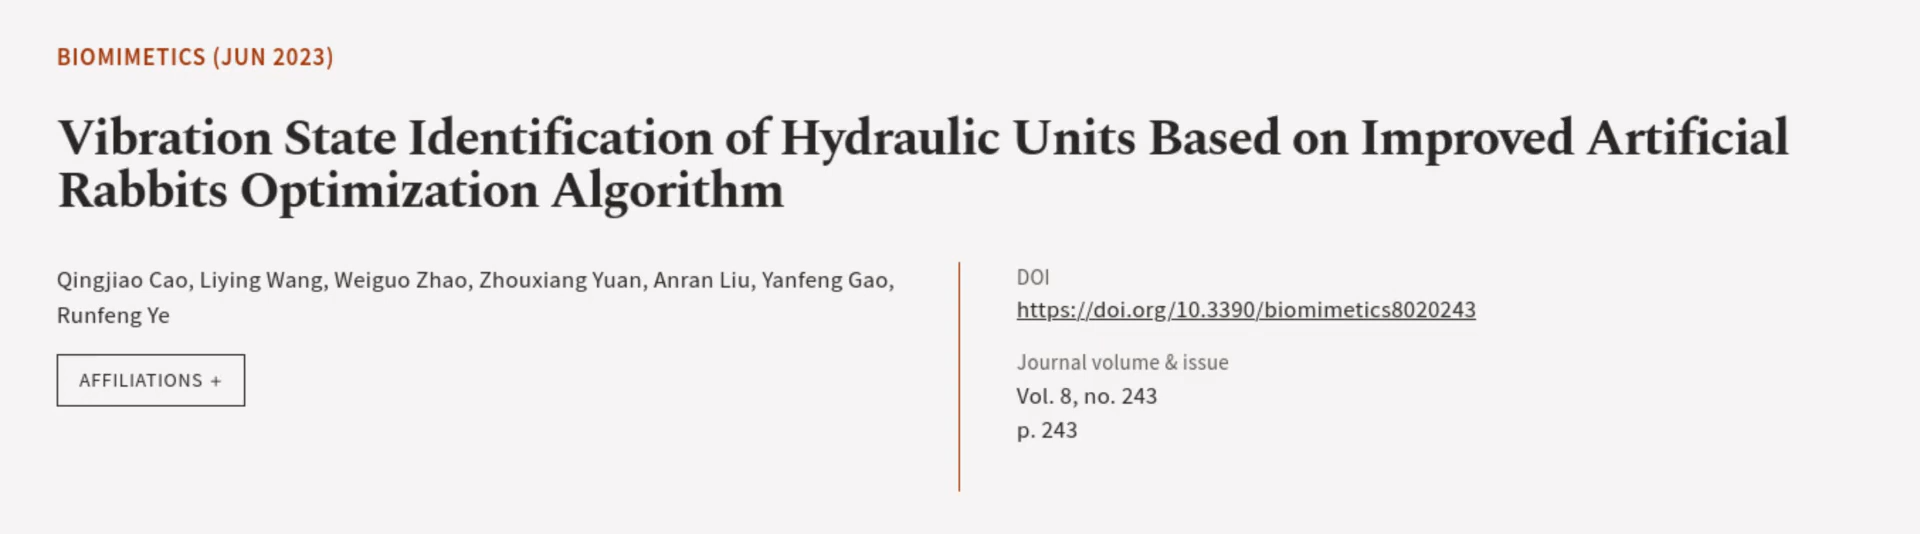 BIOMIMETICS (JUN 2023)
Vibration State Identification of Hydraulic Units Based on Improved Artificial
Rabbits Optimization Algorithm
Qingjiao Cao, Liying Wang, Weiguo Zhao, Zhouxiang Yuan, Anran Liu, Yanfeng Gao,
Runfeng Ye
AFFILIATIONS +
DOI
https://doi.org/10.3390/biomimetics8020243
Journal volume & issue
Vol. 8, no. 243
p. 243